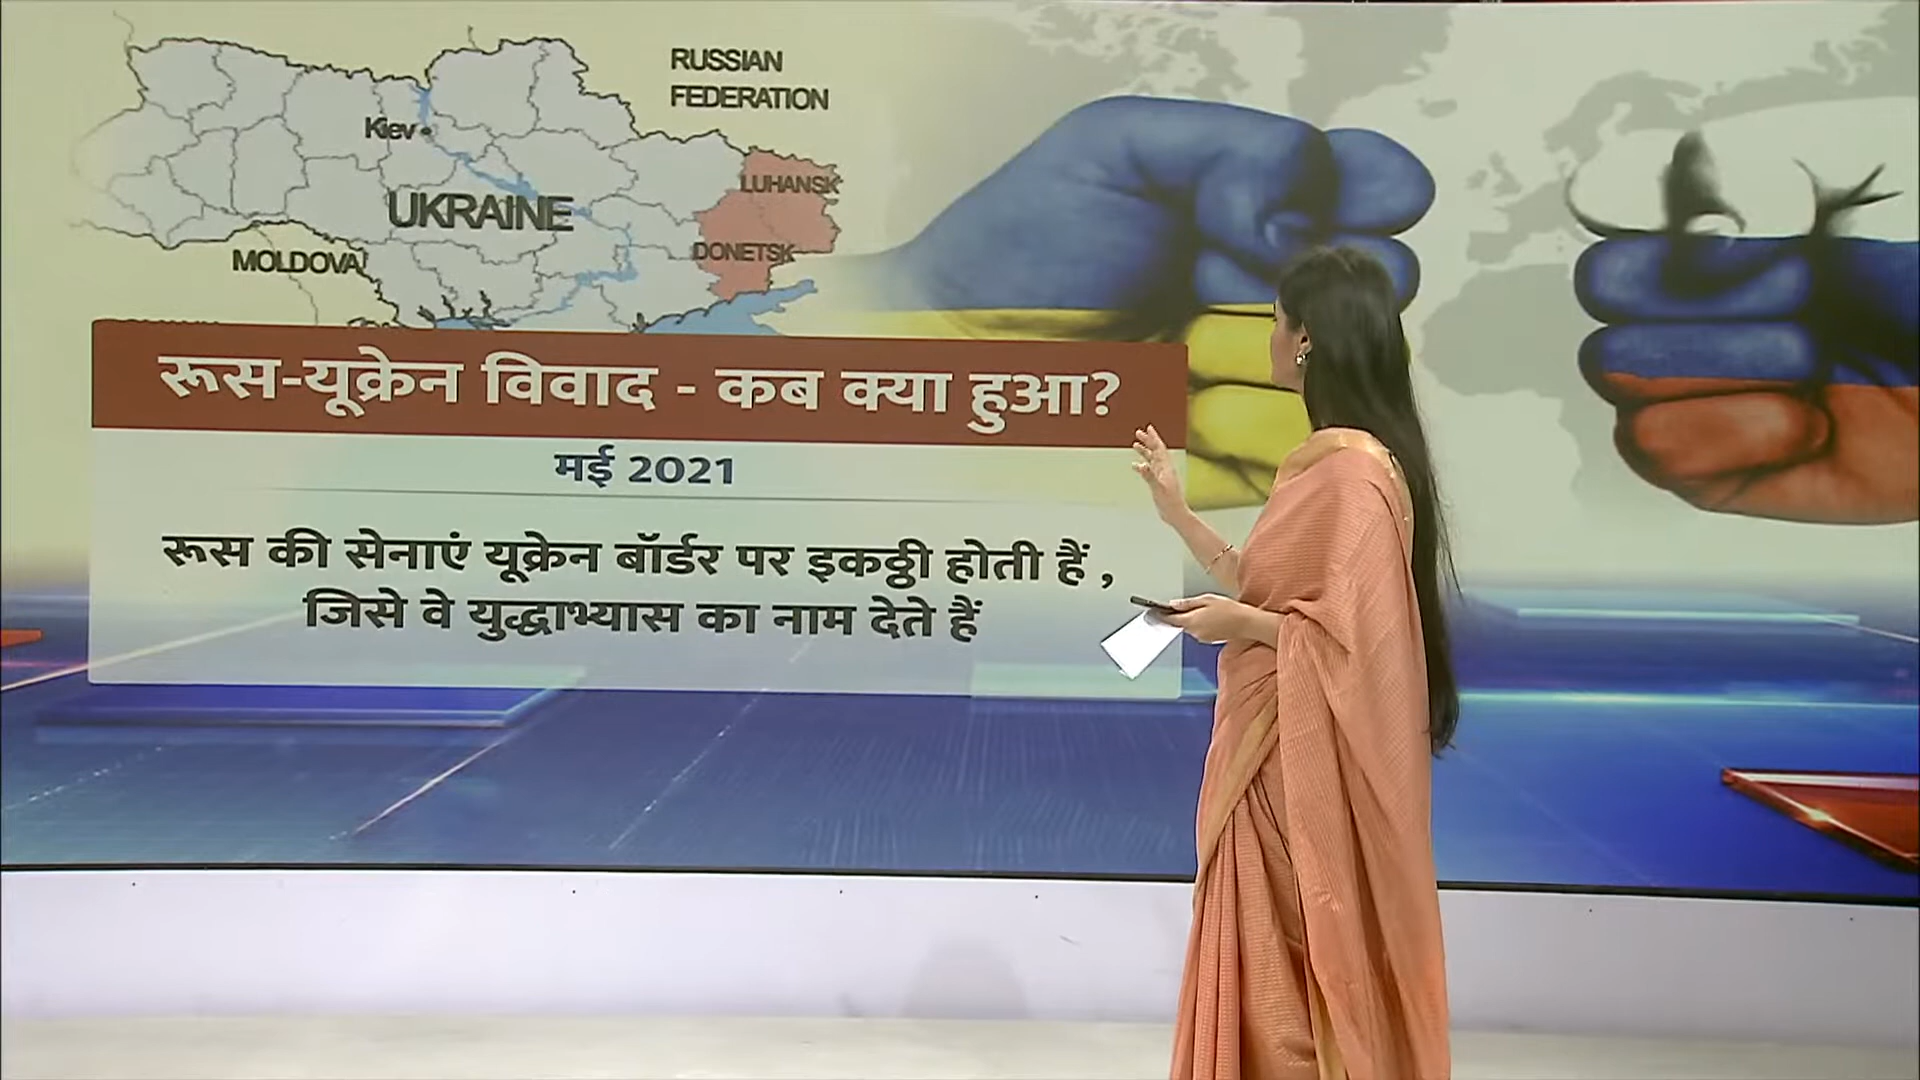 RUSSIAN
FEDERATION
Kiev
LUHANSK
UKRAINE
DONETSK
MOLDOVA
रूस-यूक्रेन विवाद - कब क्या हुआ?
मई 2021
रूस की सेनाएं यूक्रेन बॉर्डर पर इकठ्ठी होती हैं ,
जिसे वे युद्धाभ्यास का नाम देते हैं